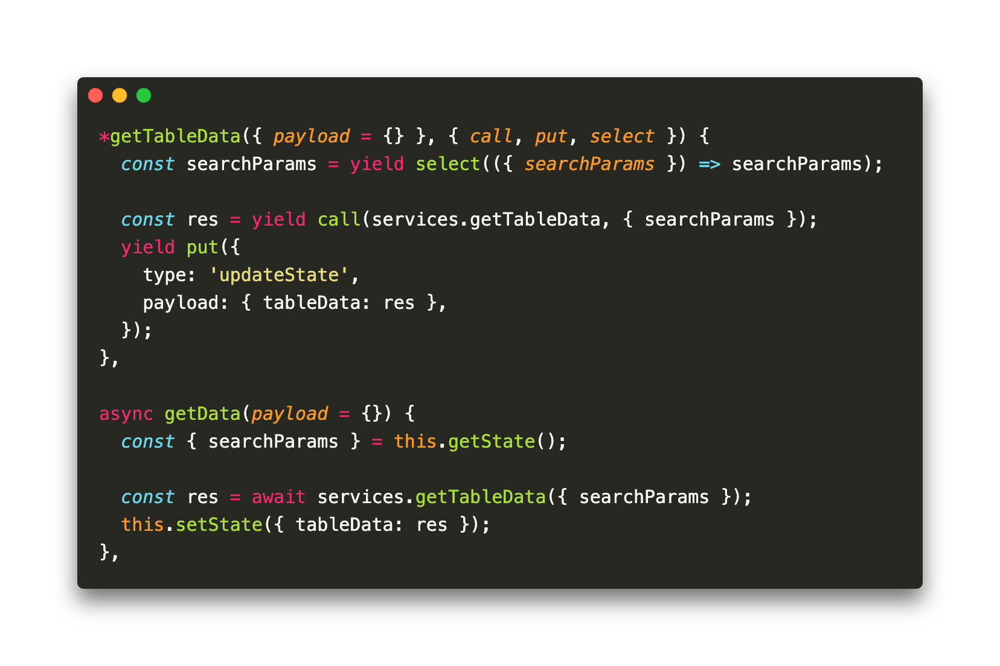 *getTableData({ payload = {} }, { call, put, select }) {
  const searchParams = yield select(({ searchParams }) => searchParams);

  const res = yield call(services.getTableData, { searchParams });
  yield put({
    type: 'updateState',
    payload: { tableData: res },
  });
},

async getData(payload = {}) {
  const { searchParams } = this.getState();

  const res = await services.getTableData({ searchParams });
  this.setState({ tableData: res });
},